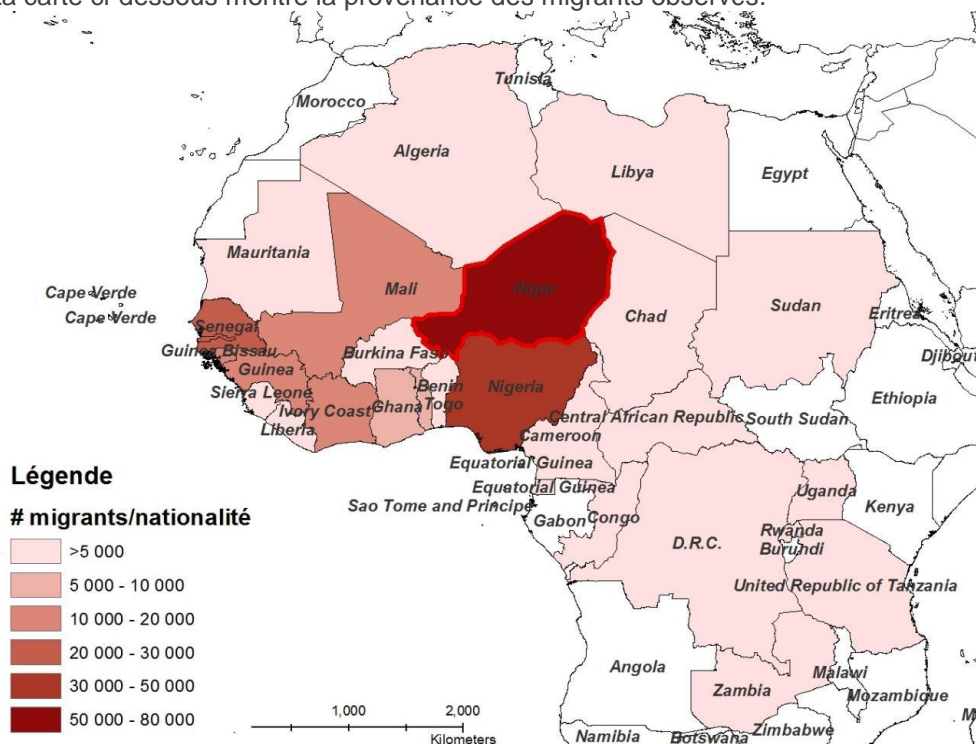 La carte ci-dessous montre la provenance des migrants observés.
Tunisia
Morocco
Algeria
Libya
Egypt
Mauritania
Mali
Niger
Chad
Sudan
Eritrea
Cape Verde
Cape Verde
Senegal
Guinea Bissau
Guinea
Burkina Faso
Djibouti
Sierra Leone
Ivory Coast
Ghana
Benin
Togo
Nigeria
Ethiopia
Liberia
Central African Republic
South Sudan
Cameroon
Equatorial Guinea
Equatorial Guinea
Sao Tome and Principe
Gabon
Congo
Uganda
Kenya
Rwanda
Burundi
D.R.C.
United Republic of Tanzania
Angola
Zambia
Malawi
Mozambique
M
Zimbabwe
Namibia
Botswana
Légende
# migrants/nationalité
>5 000
5 000 - 10 000
10 000 - 20 000
20 000 - 30 000
30 000 - 50 000
50 000 - 80 000
1,000
2,000
Kilometers